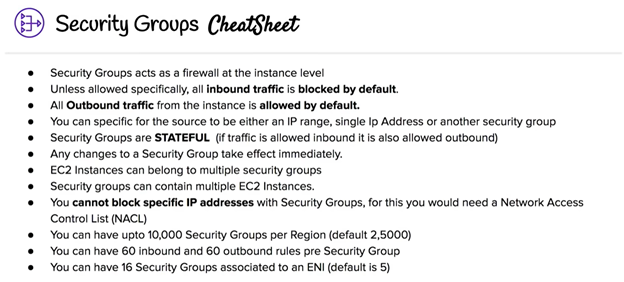 Security Groups CheatSheet
● Security Groups acts as a firewall at the instance level
● Unless allowed specifically, all inbound traffic is blocked by default.
● All Outbound traffic from the instance is allowed by default.
● You can specific for the source to be either an IP range, single Ip Address or another security group
● Security Groups are STATEFUL (if traffic is allowed inbound it is also allowed outbound)
● Any changes to a Security Group take effect immediately.
● EC2 Instances can belong to multiple security groups
● Security groups can contain multiple EC2 Instances.
● You cannot block specific IP addresses with Security Groups, for this you would need a Network Access
Control List (NACL)
● You can have upto 10,000 Security Groups per Region (default 2,5000)
● You can have 60 inbound and 60 outbound rules pre Security Group
● You can have 16 Security Groups associated to an ENI (default is 5)